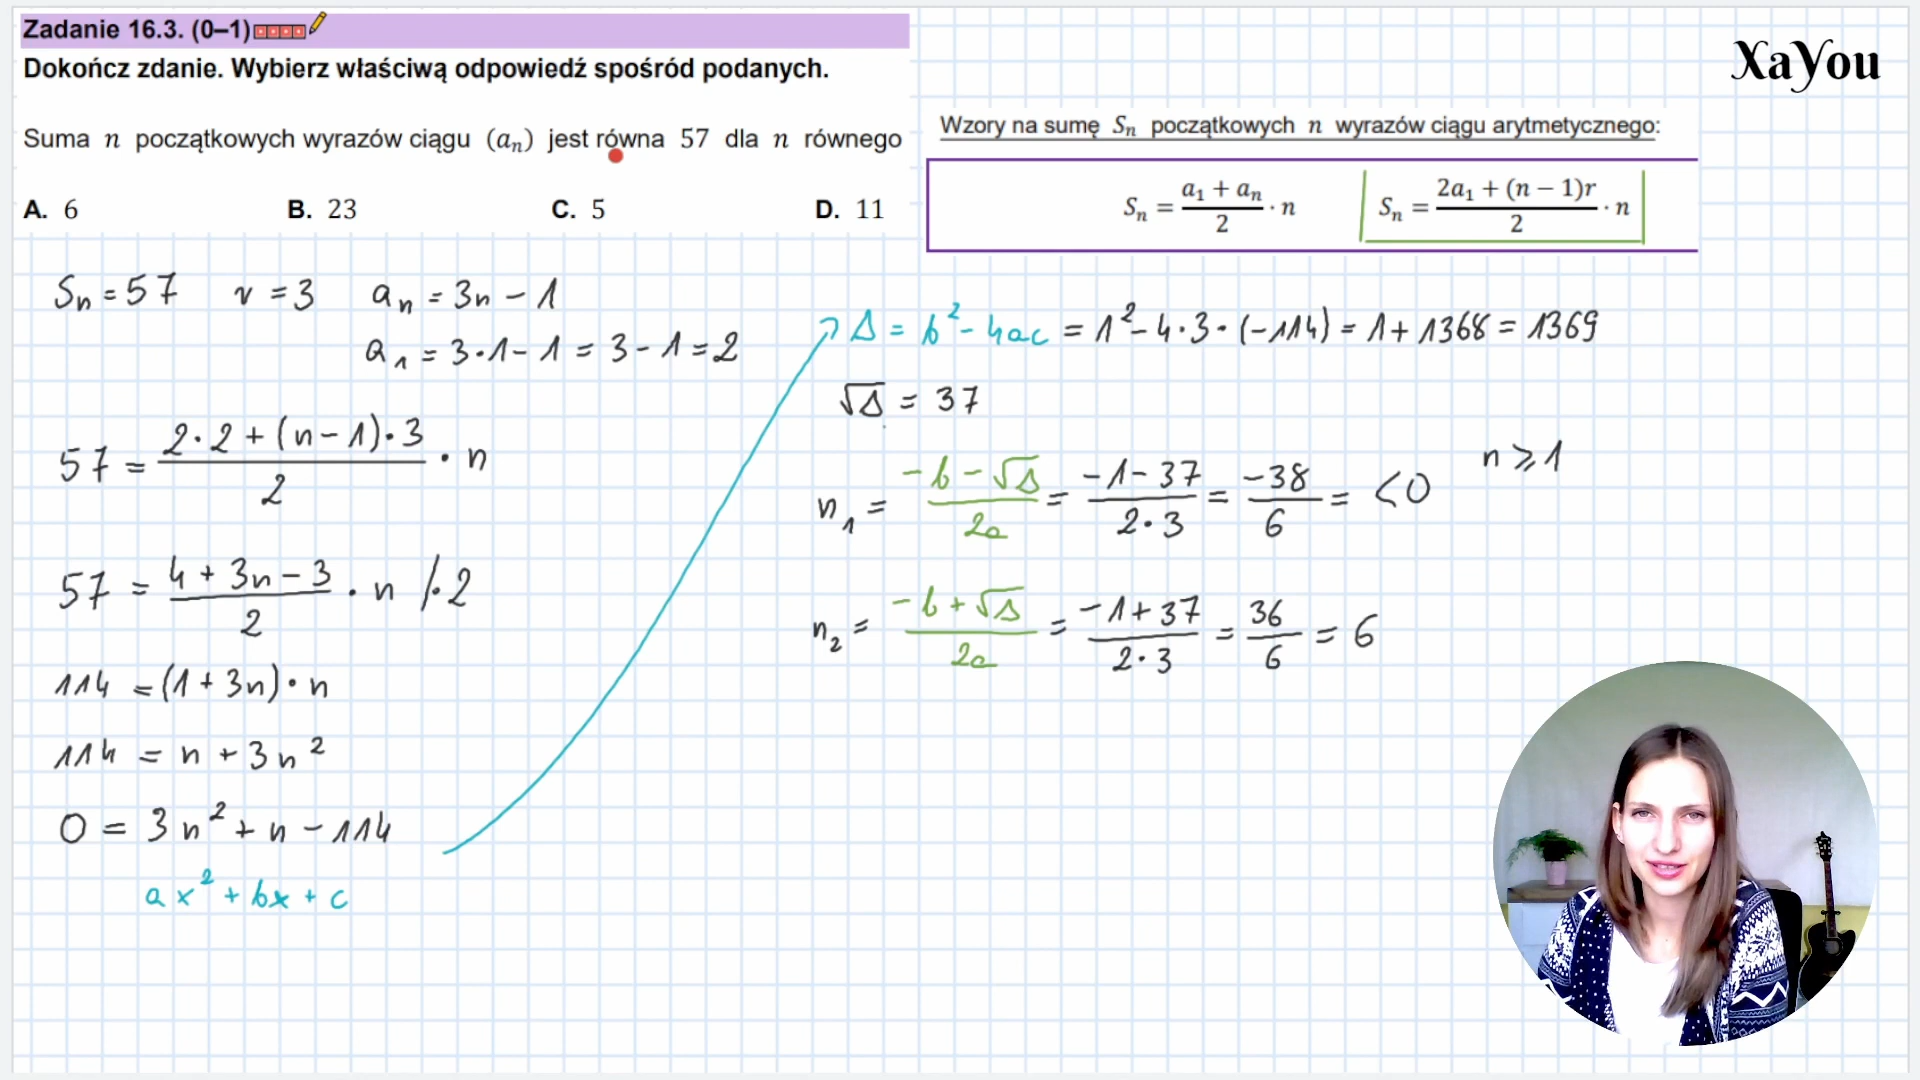 Zadanie 16.3. (0–1)
Dokończ zdanie. Wybierz właściwą odpowiedź spośród podanych.
Suma n początkowych wyrazów ciągu (aₙ) jest równa 57 dla n równego
A. 6 B. 23 C. 5 D. 11
XaYou
Wzory na sumę Sₙ początkowych n wyrazów ciągu arytmetycznego:
Sₙ = (a₁ + aₙ)/2 · n Sₙ = (2a₁ + (n − 1)r)/2 · n
Sₙ = 57 r = 3 aₙ = 3n − 1
a₁ = 3·1 − 1 = 3 − 1 = 2
57 = (2·2 + (n − 1)·3)/2 · n
57 = (4 + 3n − 3)/2 · n /·2
114 = (1 + 3n)·n
114 = n + 3n²
0 = 3n² + n − 114
ax² + bx + c
Δ = b² − 4ac = 1² − 4·3·(−114) = 1 + 1368 = 1369
√Δ = 37
n₁ = (−b − √Δ)/2a = (−1 − 37)/(2·3) = −38/6 = <0 n ⩾ 1
n₂ = (−b + √Δ)/2a = (−1 + 37)/(2·3) = 36/6 = 6